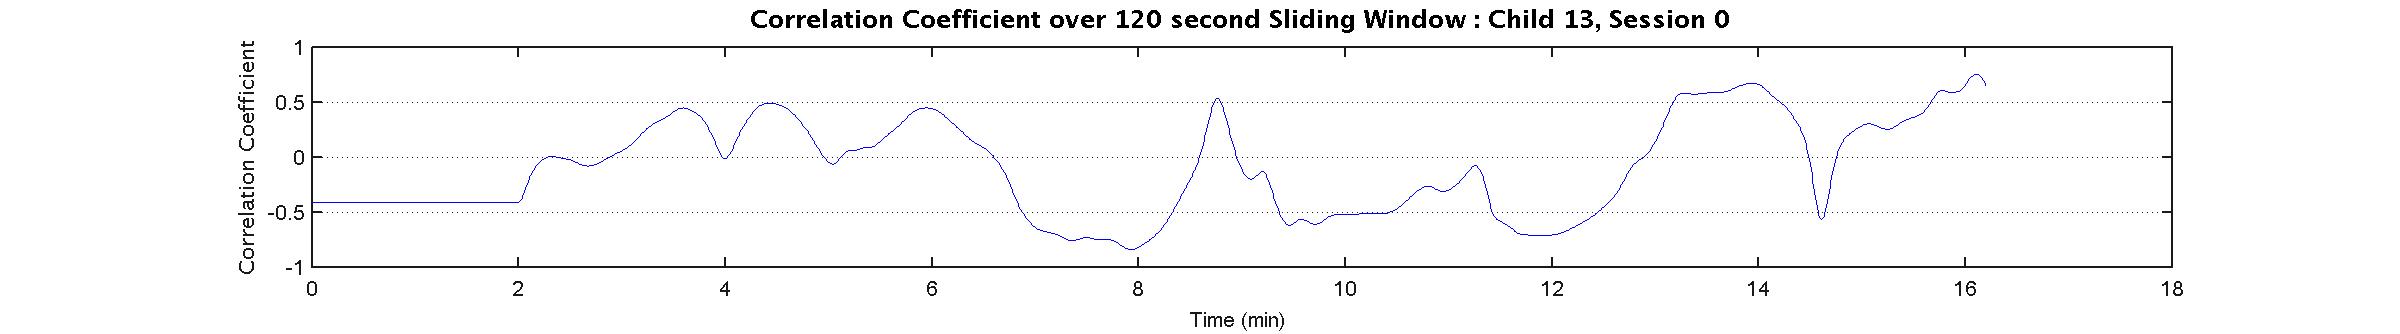 Correlation Coefficient over 120 second Sliding Window : Child 13, Session 0
Correlation Coefficient
1
0.5
0
-0.5
-1
0 2 4 6 8 10 12 14 16 18
Time (min)